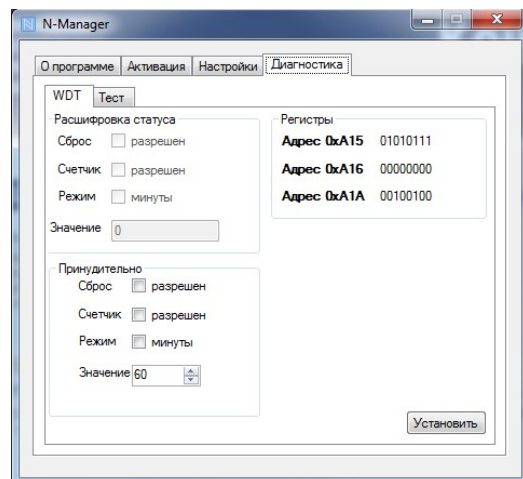 N-Manager
О программе Активация Настройки Диагностика
WDT Тест
Расшифровка статуса
Сброс разрешен
Счетчик разрешен
Режим минуты
Значение 0
Регистры
Адрес 0xA15 01010111
Адрес 0xA16 00000000
Адрес 0xA1A 00100100
Принудительно
Сброс разрешен
Счетчик разрешен
Режим минуты
Значение 60
Установить